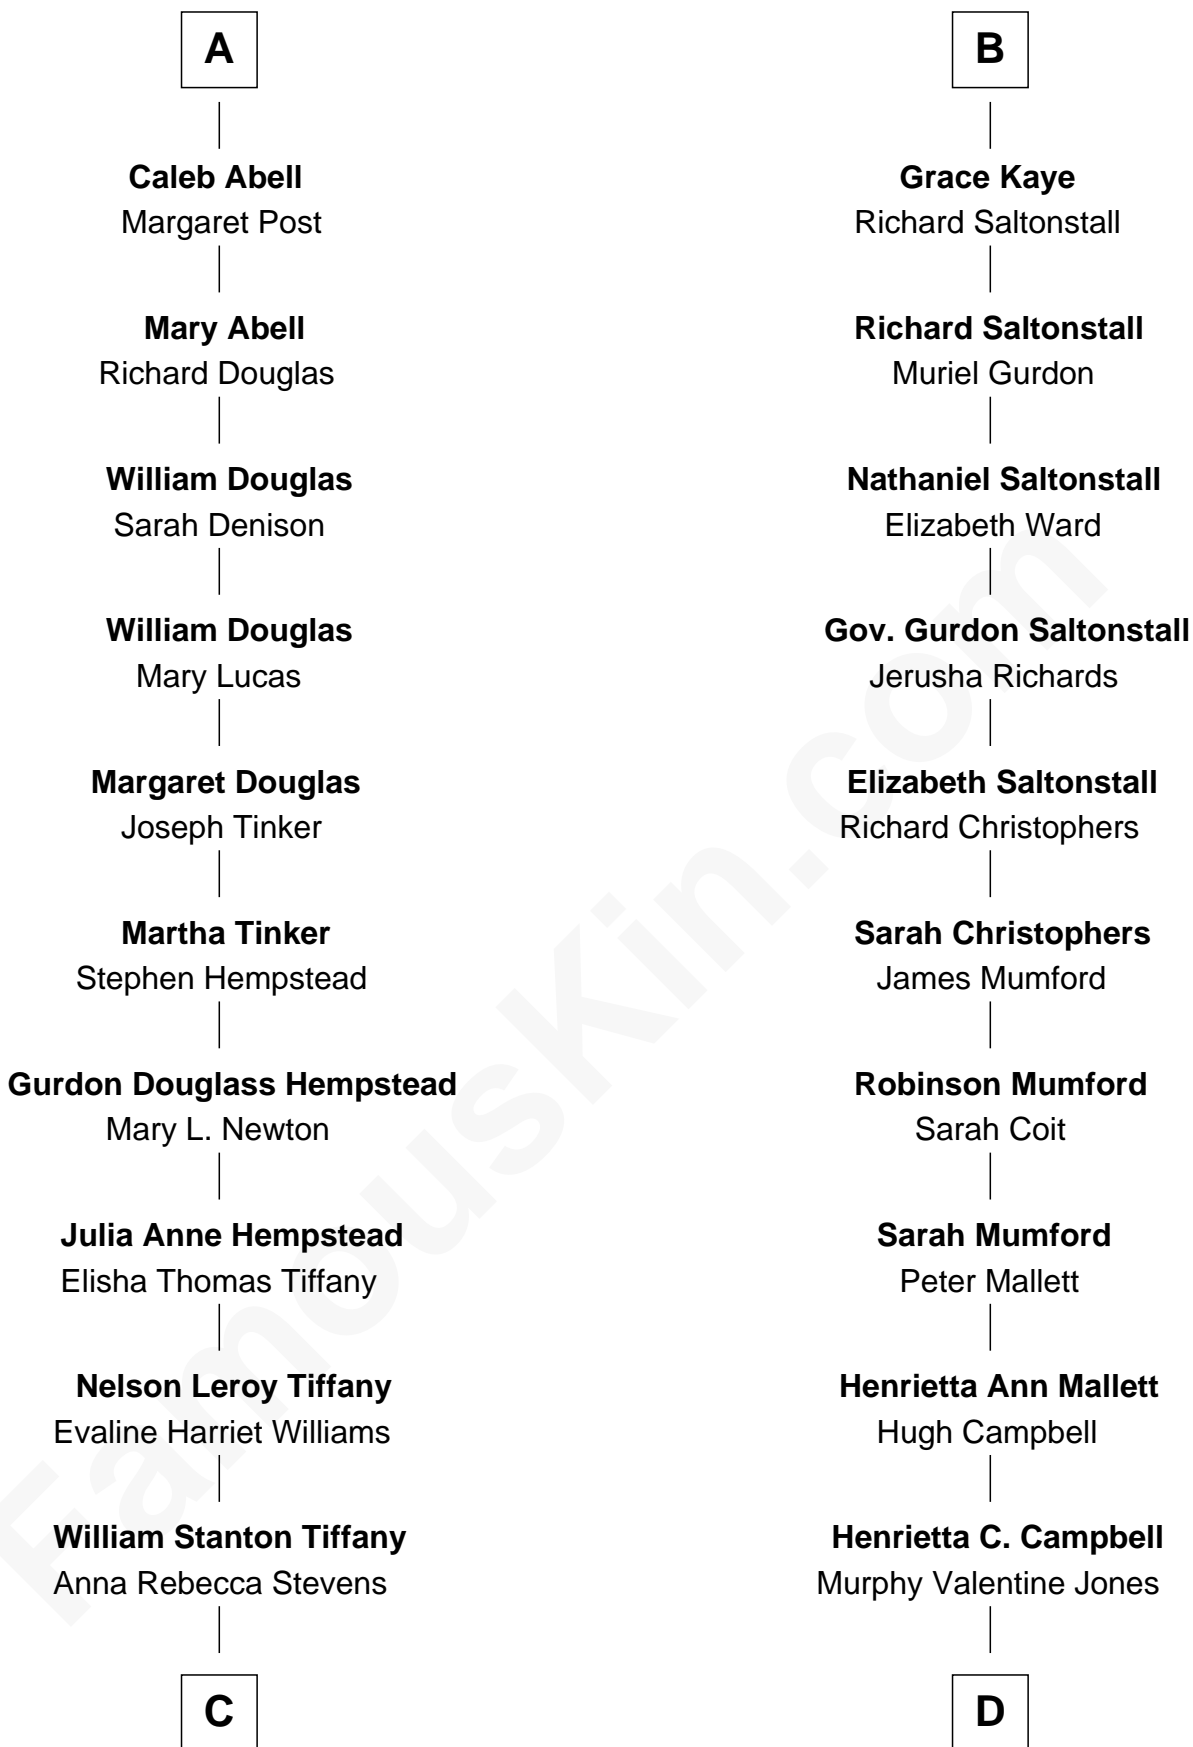 A
Caleb Abell
Margaret Post
Mary Abell
Richard Douglas
William Douglas
Sarah Denison
William Douglas
Mary Lucas
Margaret Douglas
Joseph Tinker
Martha Tinker
Stephen Hempstead
Gurdon Douglass Hempstead
Mary L. Newton
Julia Anne Hempstead
Elisha Thomas Tiffany
Nelson Leroy Tiffany
Evaline Harriet Williams
William Stanton Tiffany
Anna Rebecca Stevens
C
B
Grace Kaye
Richard Saltonstall
Richard Saltonstall
Muriel Gurdon
Nathaniel Saltonstall
Elizabeth Ward
Gov. Gurdon Saltonstall
Jerusha Richards
Elizabeth Saltonstall
Richard Christophers
Sarah Christophers
James Mumford
Robinson Mumford
Sarah Coit
Sarah Mumford
Peter Mallett
Henrietta Ann Mallett
Hugh Campbell
Henrietta C. Campbell
Murphy Valentine Jones
D
FamousKin.com